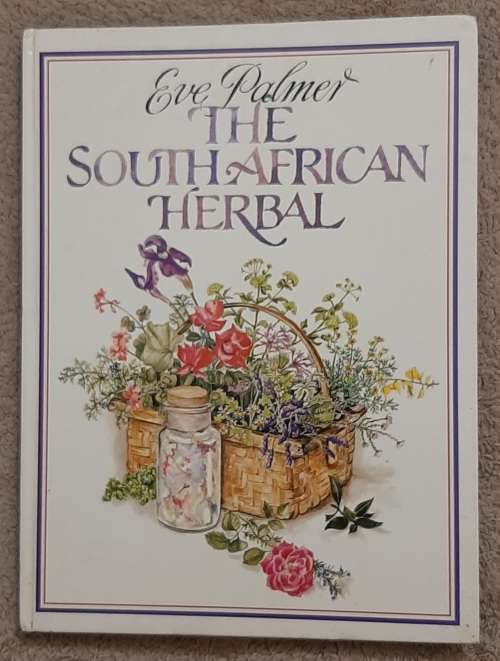 Eve Palmer
THE
SOUTH AFRICAN
HERBAL